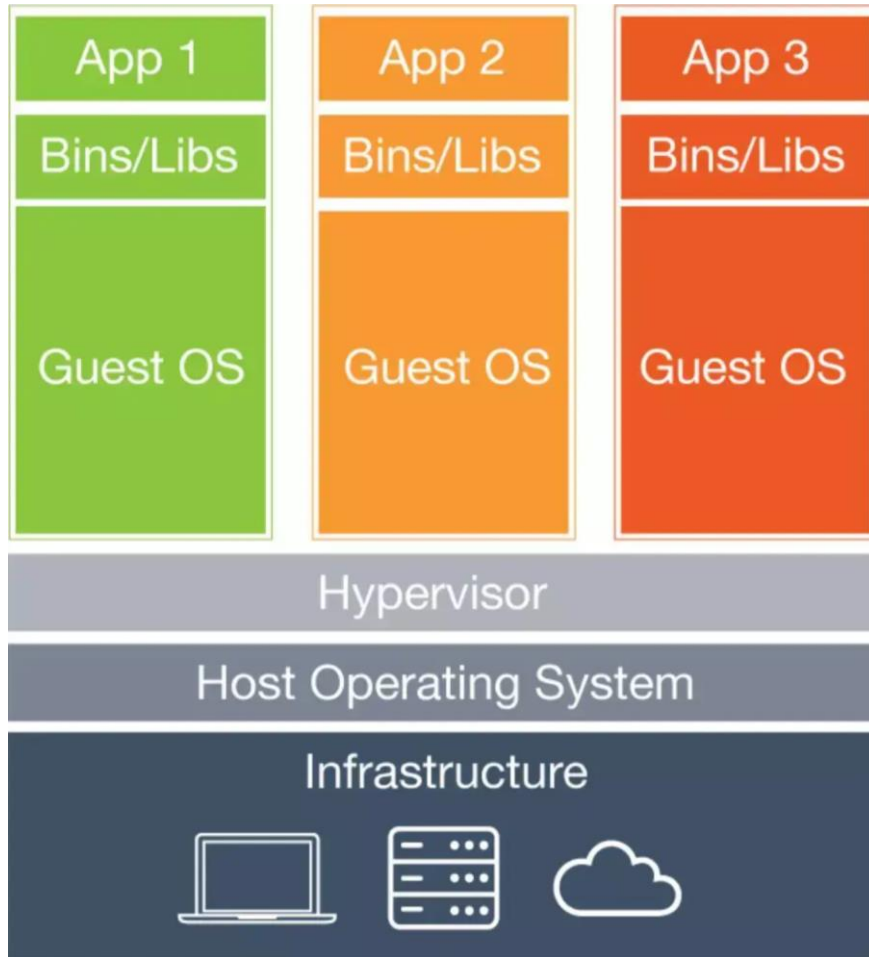 App 1
App 2
App 3
Bins/Libs
Bins/Libs
Bins/Libs
Guest OS
Guest OS
Guest OS
Hypervisor
Host Operating System
Infrastructure